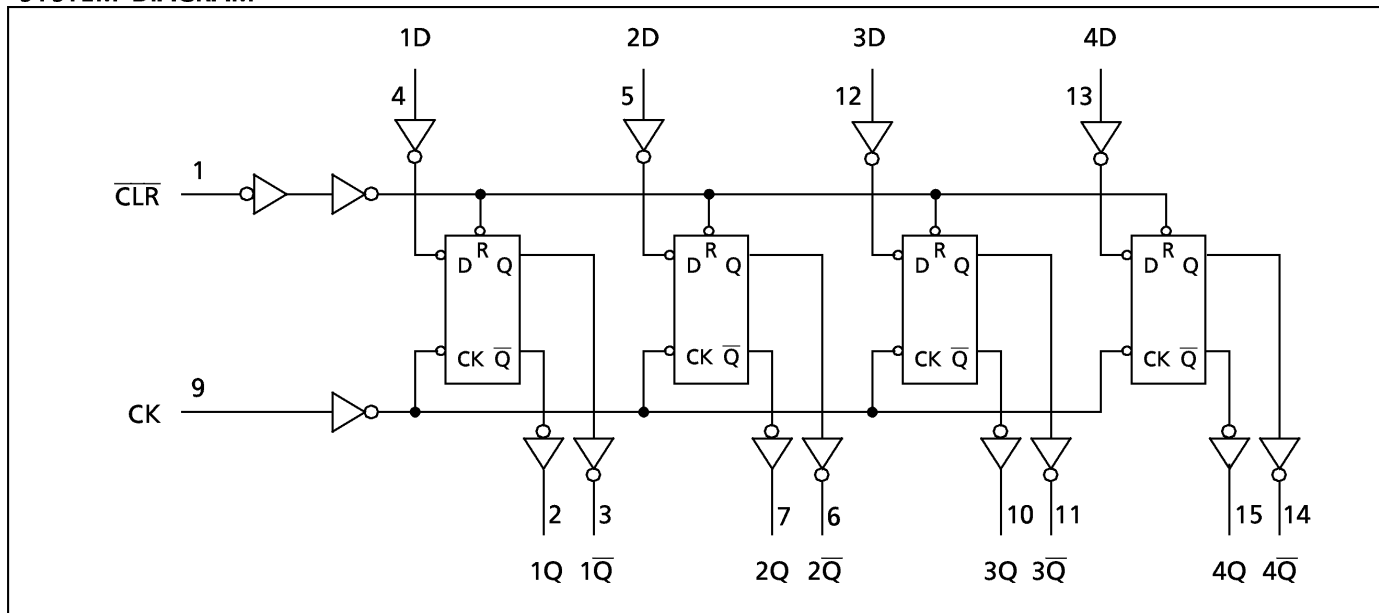 SYSTEM DIAGRAM
1D 2D 3D 4D
4 5 12 13
1
C̅L̅R̅
R R R R
D Q D Q D Q D Q
CK Q̅ CK Q̅ CK Q̅ CK Q̅
9
CK
2 3 7 6 10 11 15 14
1Q 1Q̅ 2Q 2Q̅ 3Q 3Q̅ 4Q 4Q̅